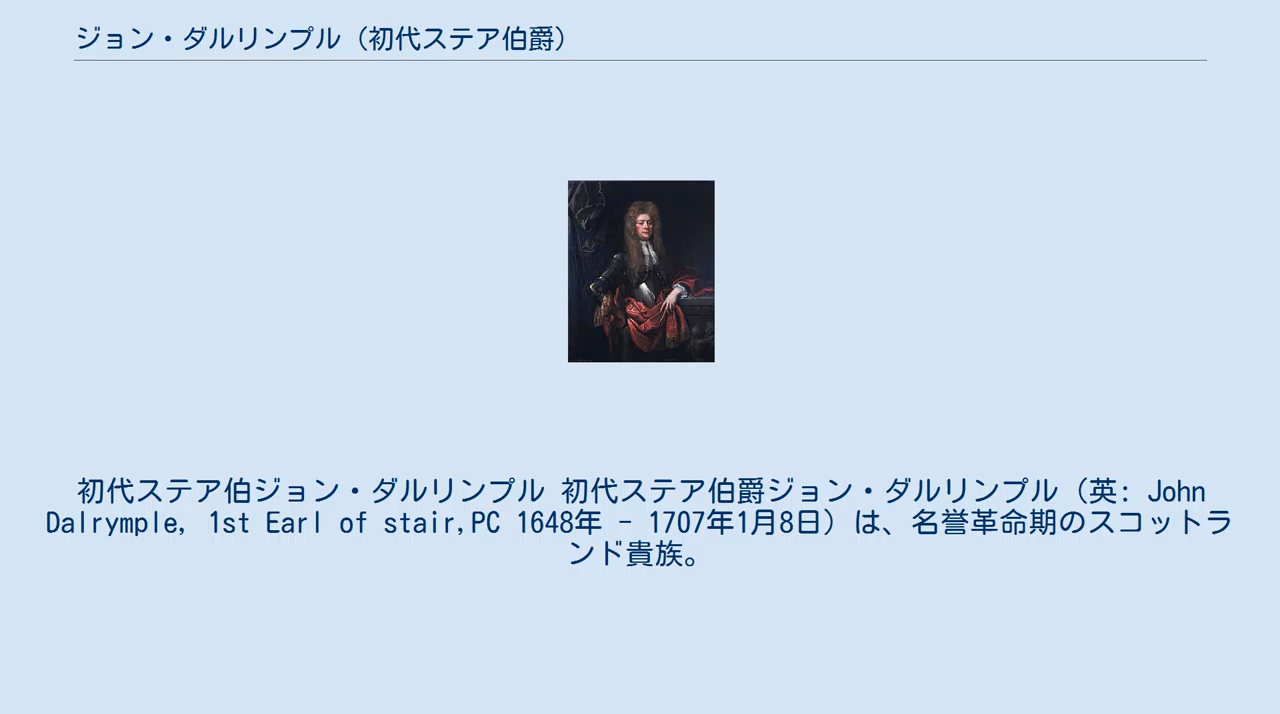 ジョン・ダルリンプル（初代ステア伯爵）
初代ステア伯ジョン・ダルリンプル 初代ステア伯爵ジョン・ダルリンプル（英: John
Dalrymple, 1st Earl of stair,PC 1648年 - 1707年1月8日）は、名誉革命期のスコットラ
ンド貴族。